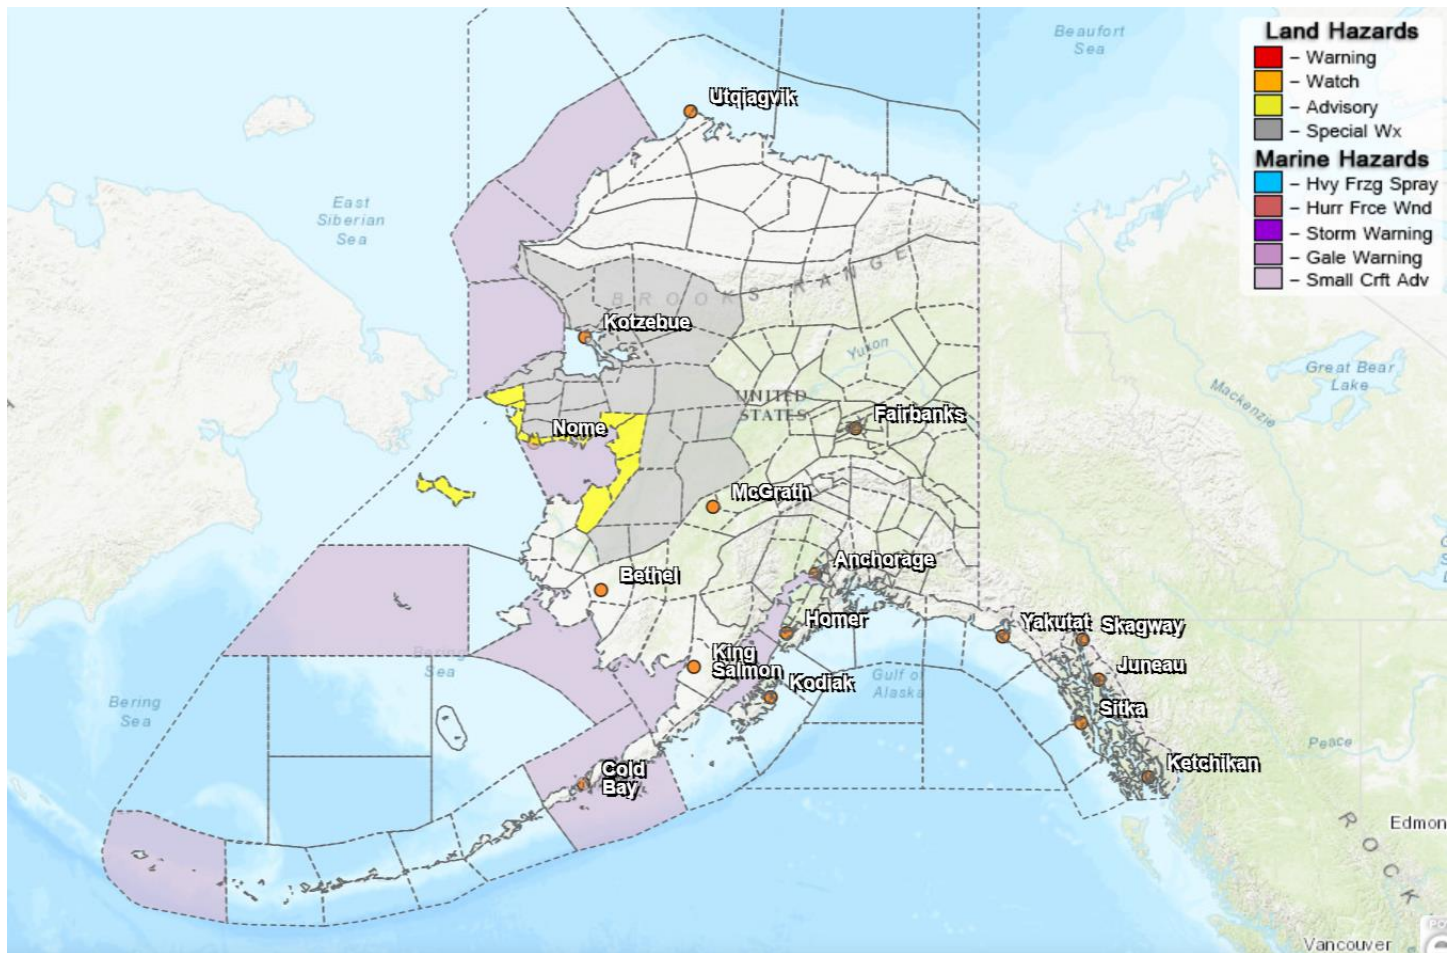 Beaufort
Sea
Land Hazards
– Warning
– Watch
– Advisory
– Special Wx
Marine Hazards
– Hvy Frzg Spray
– Hurr Frce Wnd
– Storm Warning
– Gale Warning
– Small Crft Adv
Utqiagvik
East
Siberian
Sea
BROOKS RANGE
Kotzebue
Yukon
Great Bear
Lake
Mackenzie
UNITED
STATES
Fairbanks
Nome
McGrath
Anchorage
Bethel
Homer
Yakutat
Skagway
King
Salmon
Juneau
Bering
Sea
Kodiak
Gulf of
Alaska
Bering
Sea
Sitka
Peace
Cold
Bay
Ketchikan
ROCK
Edmon
Vancouver